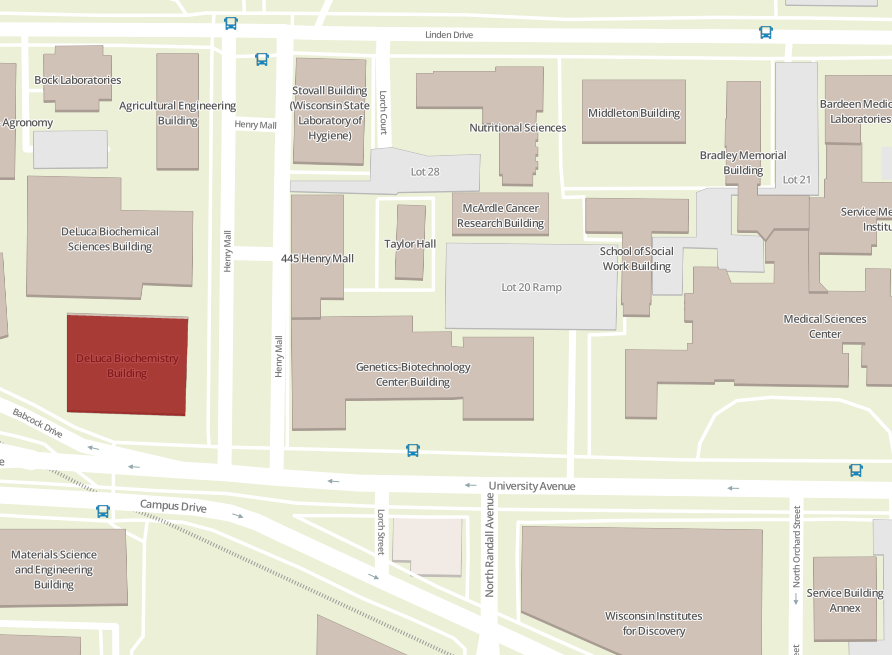 Linden Drive
Bock Laboratories
Agricultural Engineering
Building
Agronomy
Henry Mall
Stovall Building
(Wisconsin State
Laboratory of
Hygiene)
Lorch Court
Nutritional Sciences
Middleton Building
Bardeen Medic
Laboratories
Bradley Memorial
Building
Lot 21
Lot 28
McArdle Cancer
Research Building
Service Me
Institu
DeLuca Biochemical
Sciences Building
Henry Mall
445 Henry Mall
Taylor Hall
School of Social
Work Building
Lot 20 Ramp
Medical Sciences
Center
DeLuca Biochemistry
Building
Henry Mall
Genetics-Biotechnology
Center Building
Babcock Drive
e
University Avenue
Campus Drive
Lorch Street
North Randall Avenue
North Orchard Street
Materials Science
and Engineering
Building
Service Building
Annex
Wisconsin Institutes
for Discovery
eet